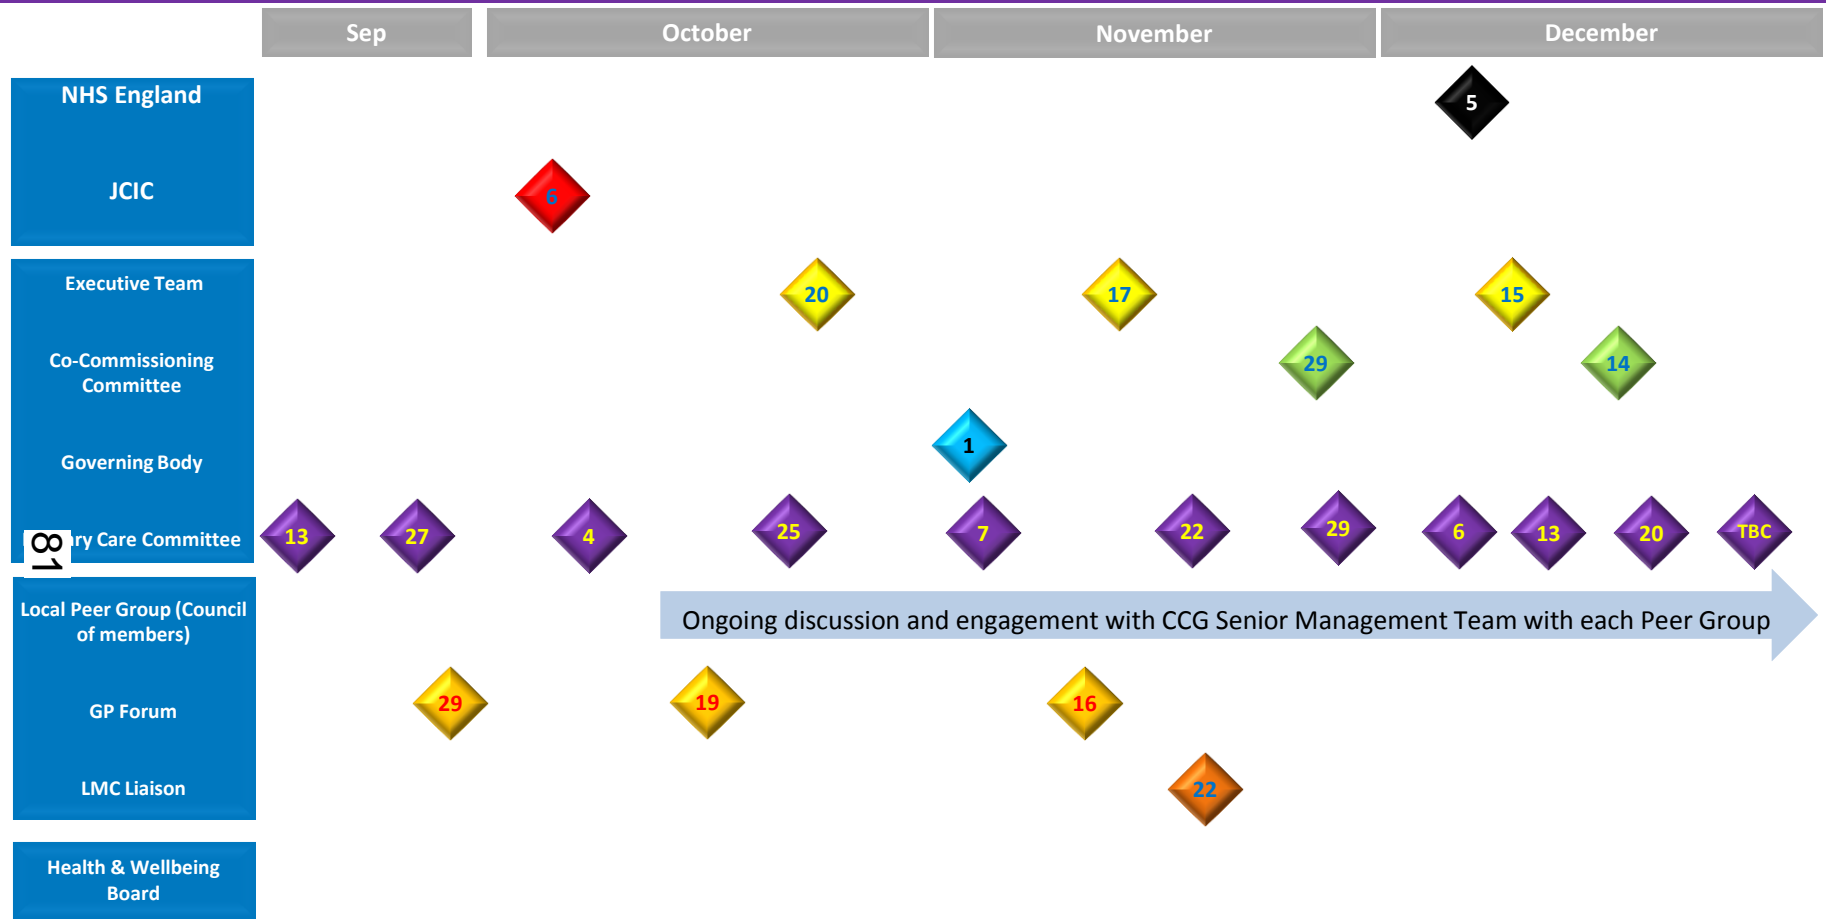 Sep
October
November
December
NHS England
5
JCIC
6
Executive Team
20
17
15
Co-Commissioning
Committee
29
14
Governing Body
1
ary Care Committee
13
27
4
25
7
22
29
6
13
20
TBC
81
Local Peer Group (Council
of members)
Ongoing discussion and engagement with CCG Senior Management Team with each Peer Group
GP Forum
29
19
16
LMC Liaison
22
Health & Wellbeing
Board